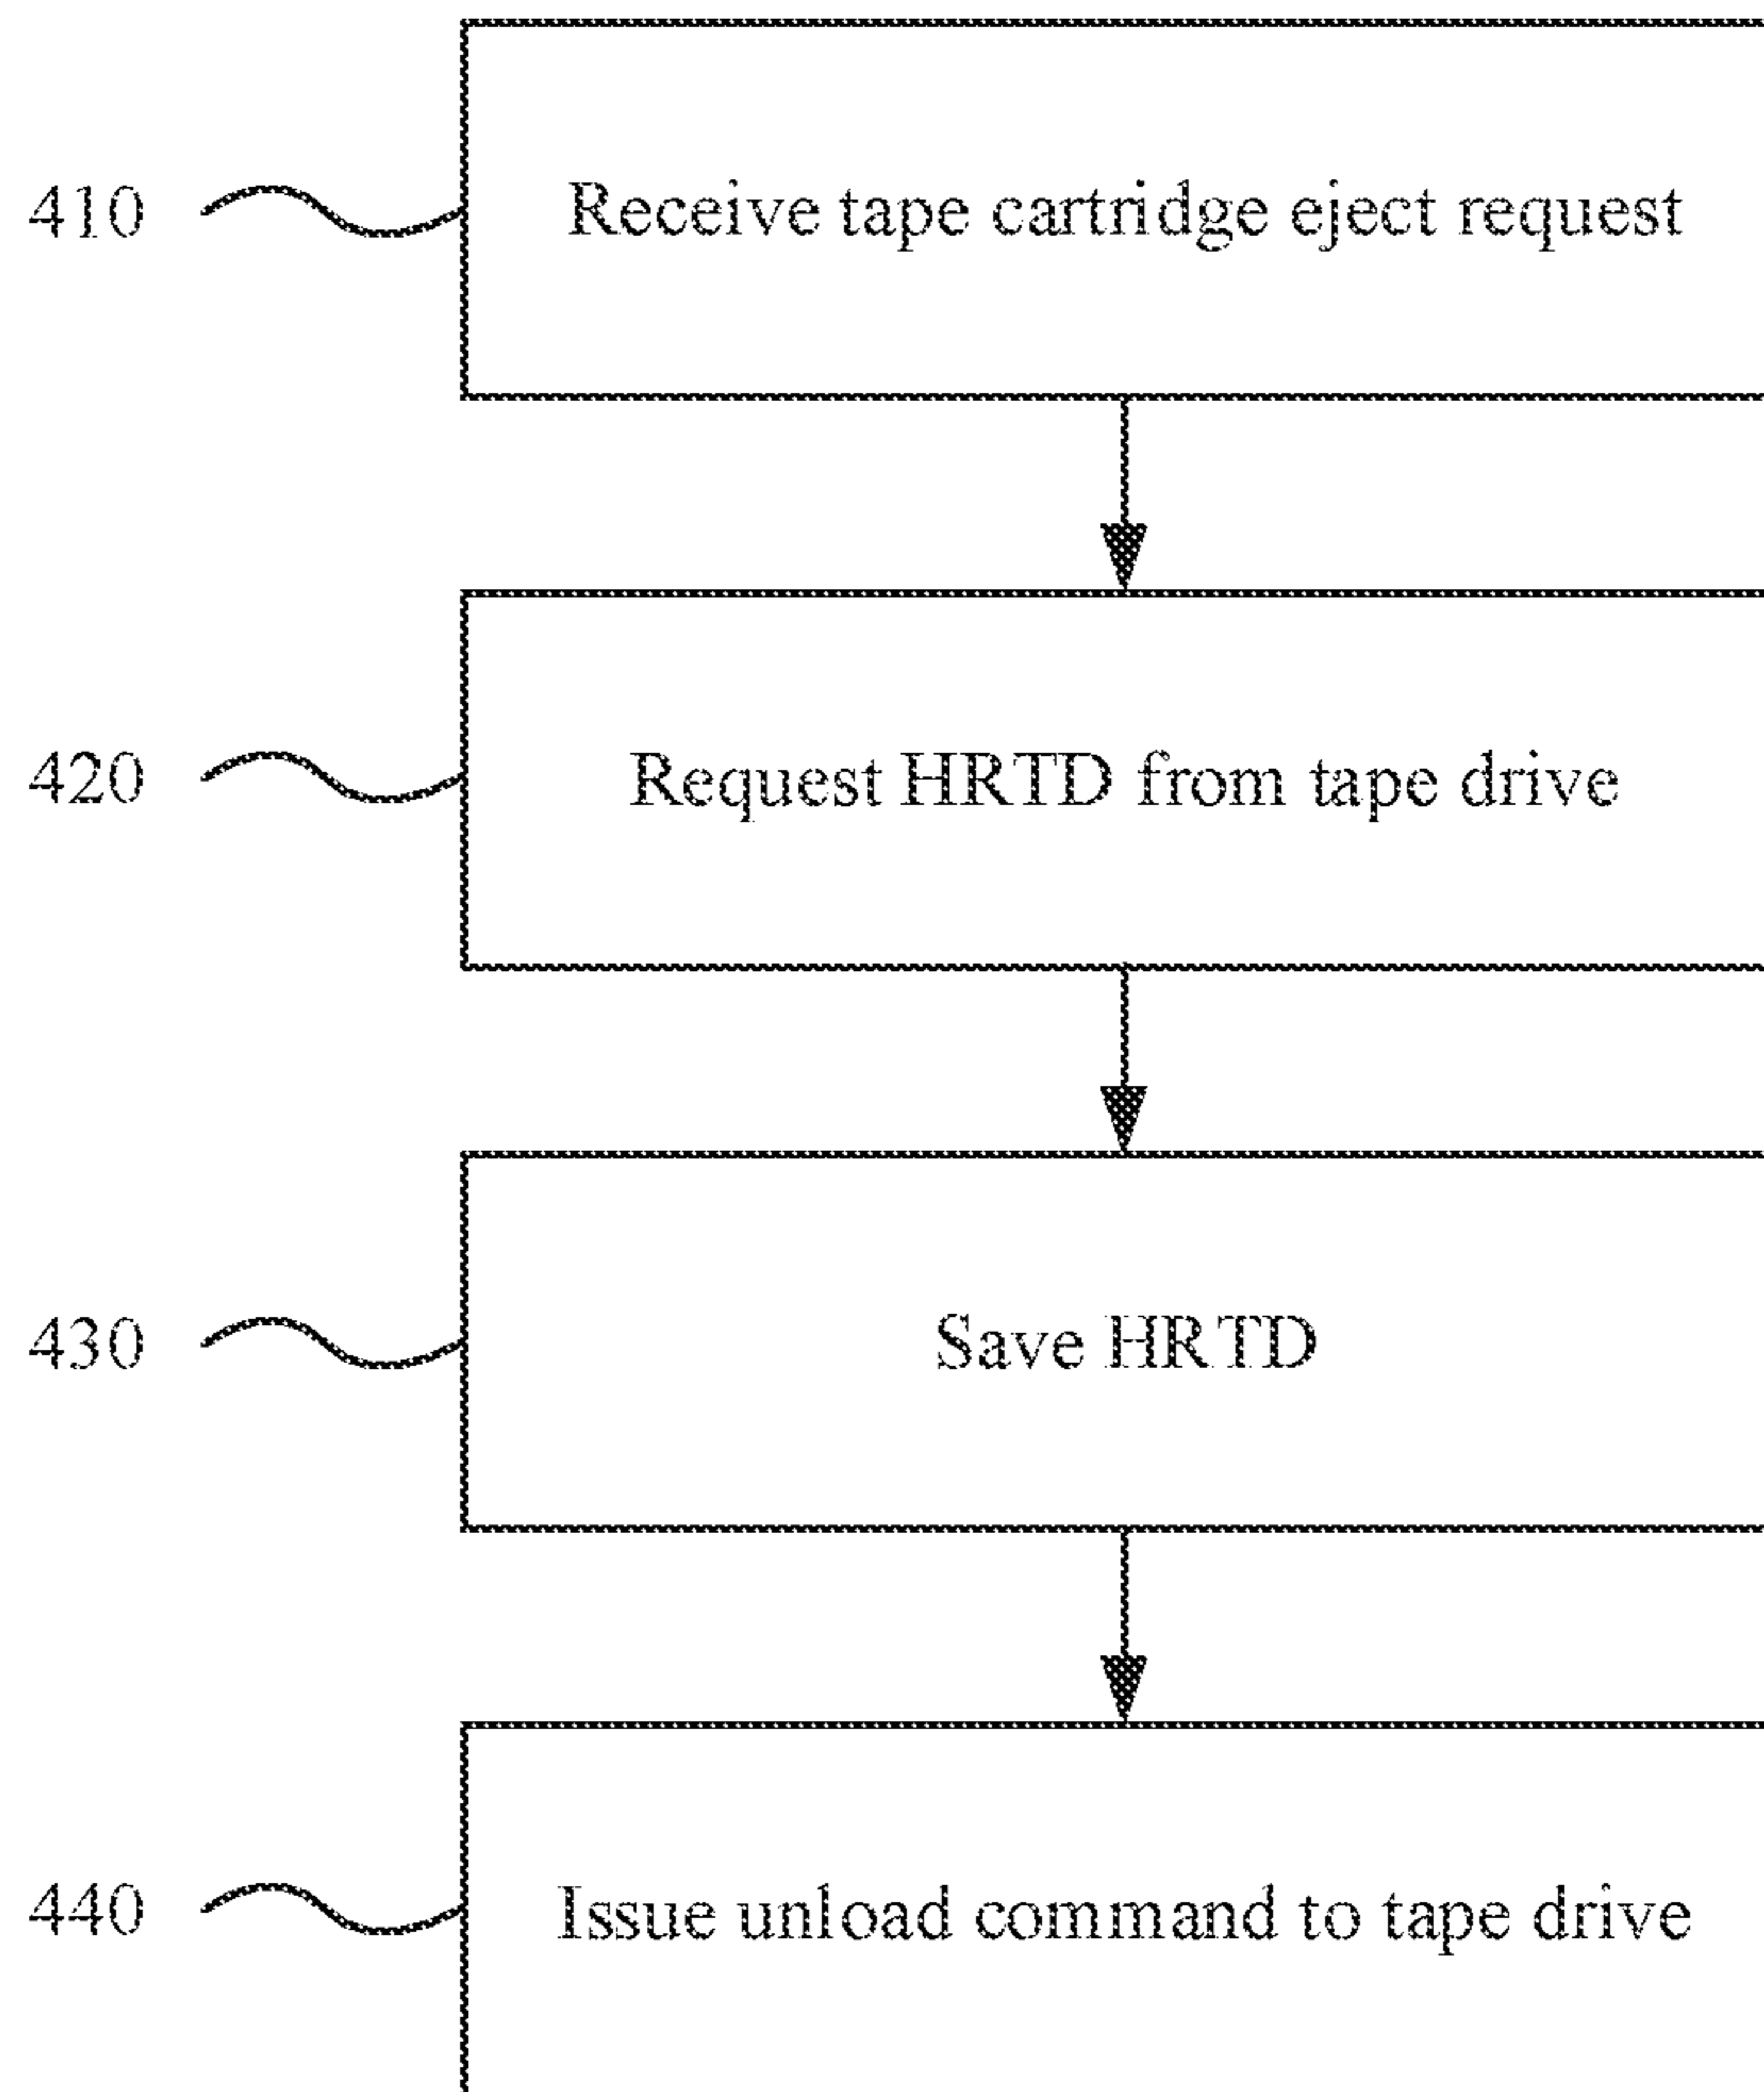 410 Receive tape cartridge eject request
420 Request HRTD from tape drive
430 Save HRTD
440 Issue unload command to tape drive